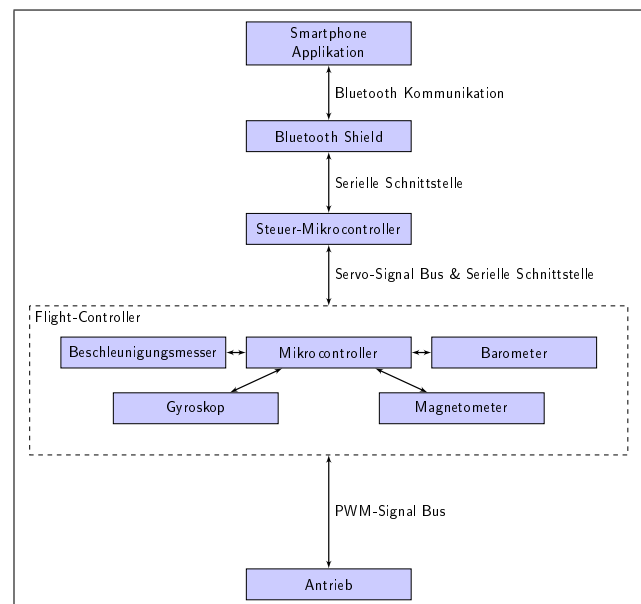 Smartphone
Applikation
Bluetooth Kommunikation
Bluetooth Shield
Serielle Schnittstelle
Steuer-Mikrocontroller
Servo-Signal Bus & Serielle Schnittstelle
Flight-Controller
Beschleunigungsmesser
Mikrocontroller
Barometer
Gyroskop
Magnetometer
PWM-Signal Bus
Antrieb